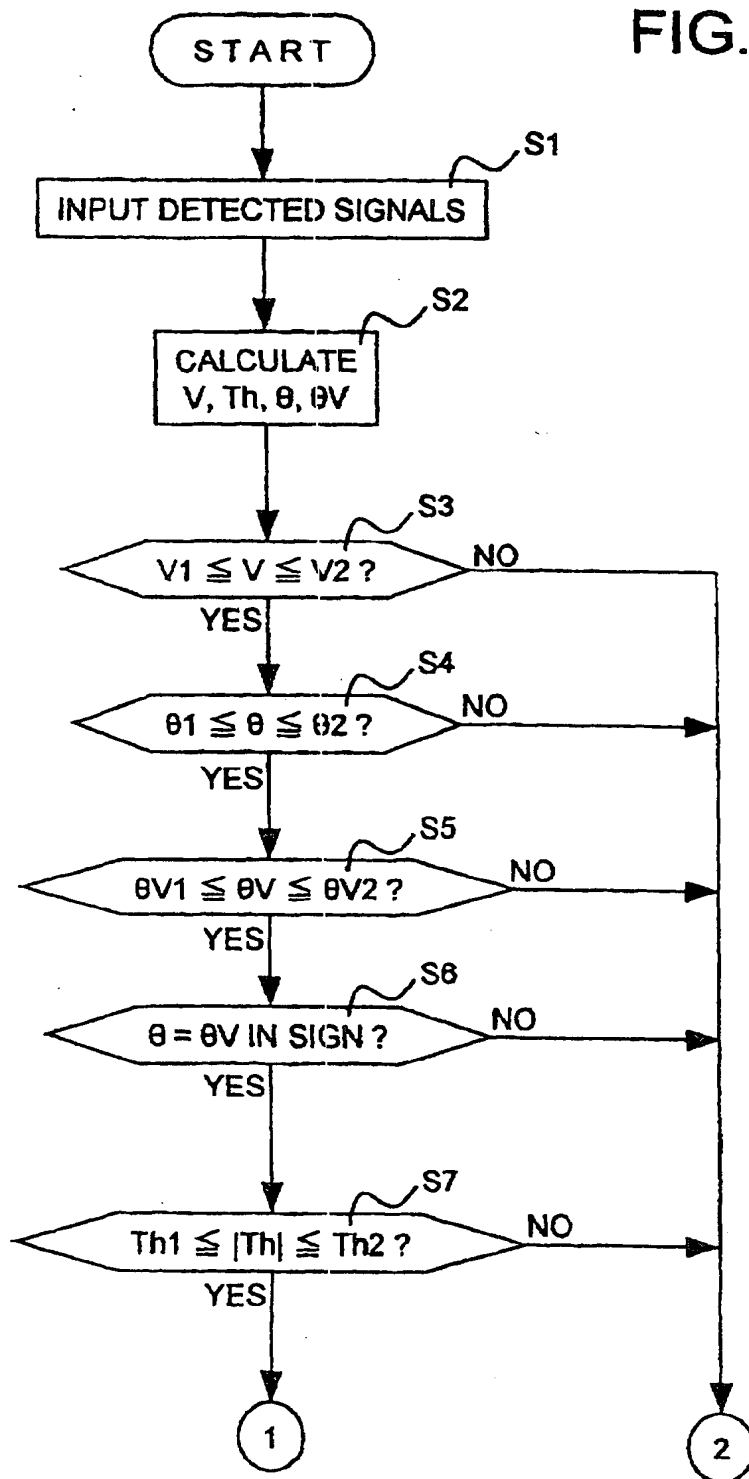 FIG.
START
S1
INPUT DETECTED SIGNALS
S2
CALCULATE
V, Th, θ, θV
S3
V1 ≦ V ≦ V2 ?
NO
YES
S4
θ1 ≦ θ ≦ θ2 ?
NO
YES
S5
θV1 ≦ θV ≦ θV2 ?
NO
YES
S6
θ = θV IN SIGN ?
NO
YES
S7
Th1 ≦ |Th| ≦ Th2 ?
NO
YES
1
2